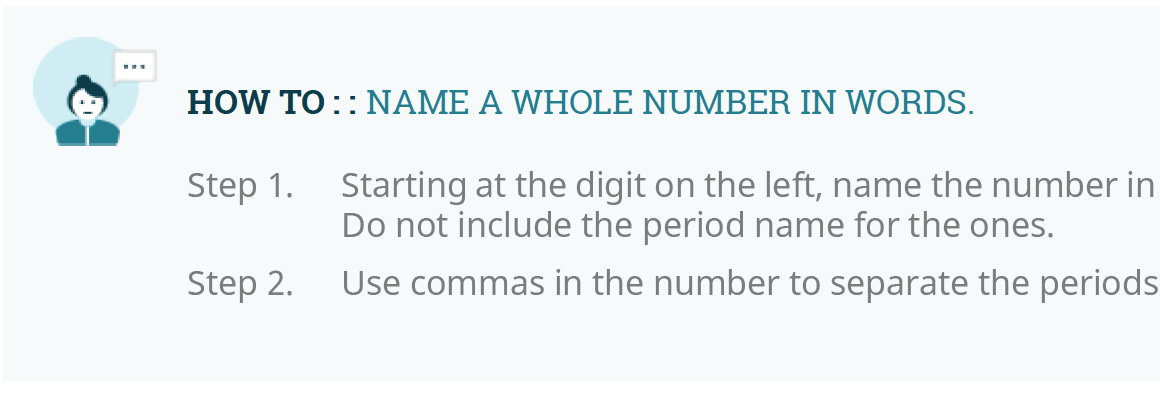 HOW TO : : NAME A WHOLE NUMBER IN WORDS.
Step 1. Starting at the digit on the left, name the number in
Do not include the period name for the ones.
Step 2. Use commas in the number to separate the periods